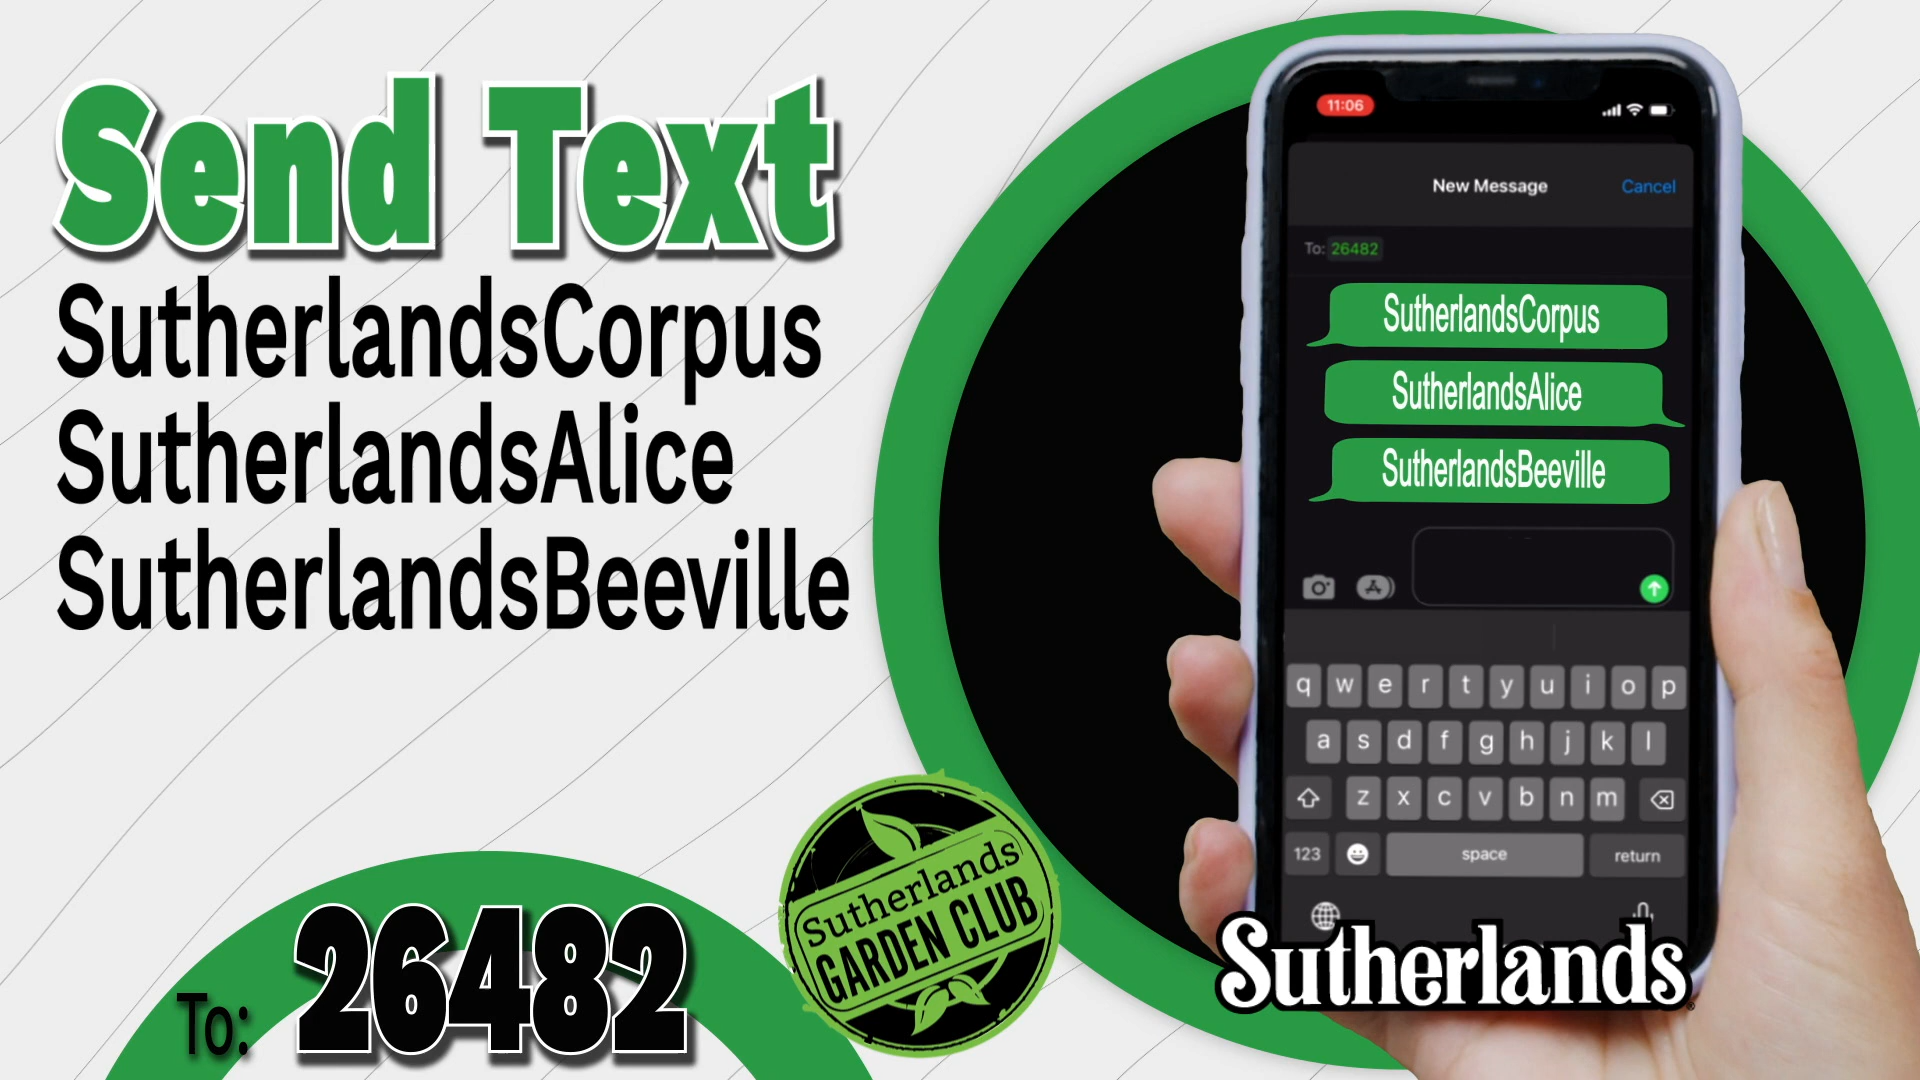 Send Text
SutherlandsCorpus
SutherlandsAlice
SutherlandsBeeville
To: 26482
Sutherlands
GARDEN CLUB
11:06
New Message
Cancel
To: 26482
SutherlandsCorpus
SutherlandsAlice
SutherlandsBeeville
q w e r t y u i o p
a s d f g h j k l
z x c v b n m
123 space return
Sutherlands